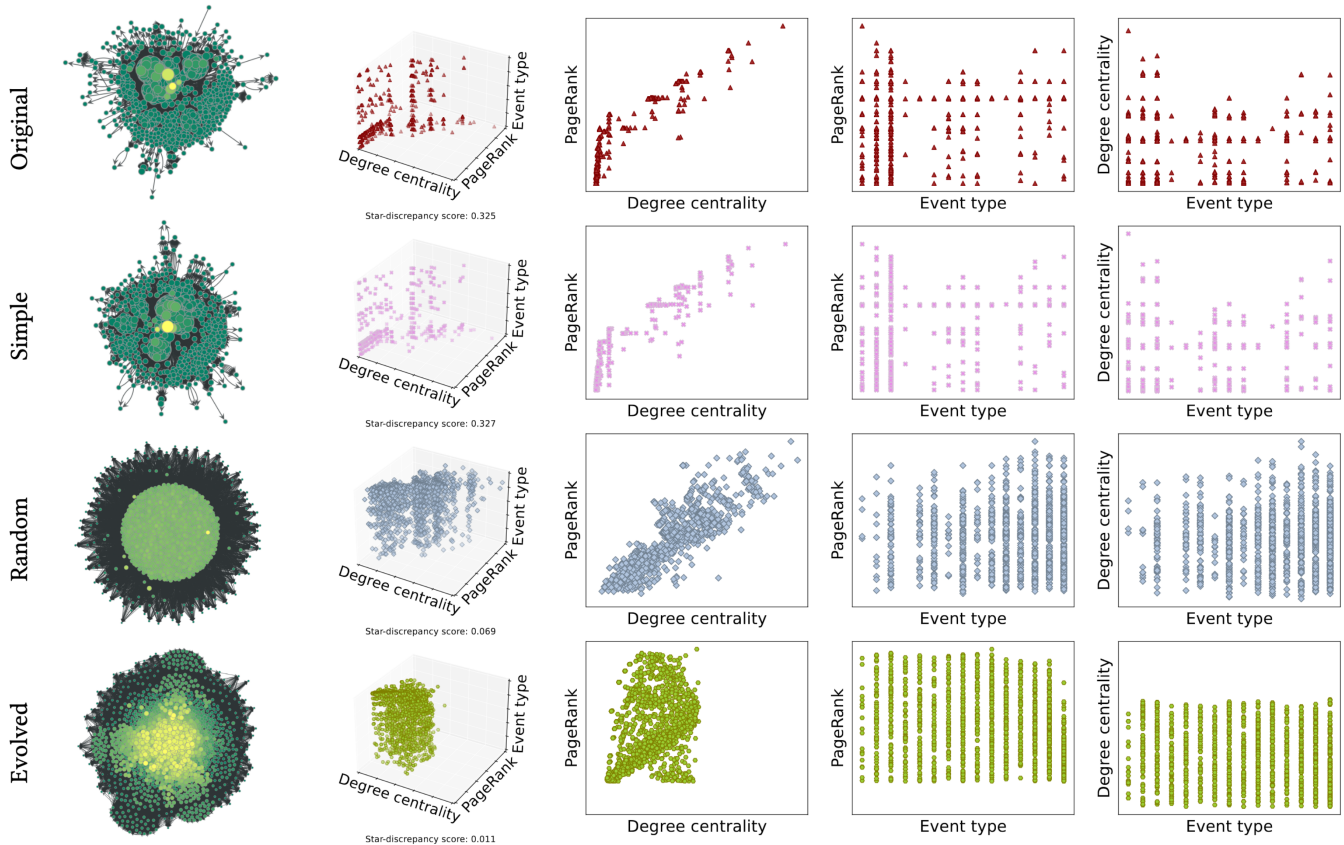 Original
Degree centrality
PageRank
Event type
Star-discrepancy score: 0.325
PageRank
Degree centrality
PageRank
Event type
Degree centrality
Event type
Simple
Degree centrality
PageRank
Event type
Star-discrepancy score: 0.327
PageRank
Degree centrality
PageRank
Event type
Degree centrality
Event type
Random
Degree centrality
PageRank
Event type
Star-discrepancy score: 0.069
PageRank
Degree centrality
PageRank
Event type
Degree centrality
Event type
Evolved
Degree centrality
PageRank
Event type
Star-discrepancy score: 0.011
PageRank
Degree centrality
PageRank
Event type
Degree centrality
Event type